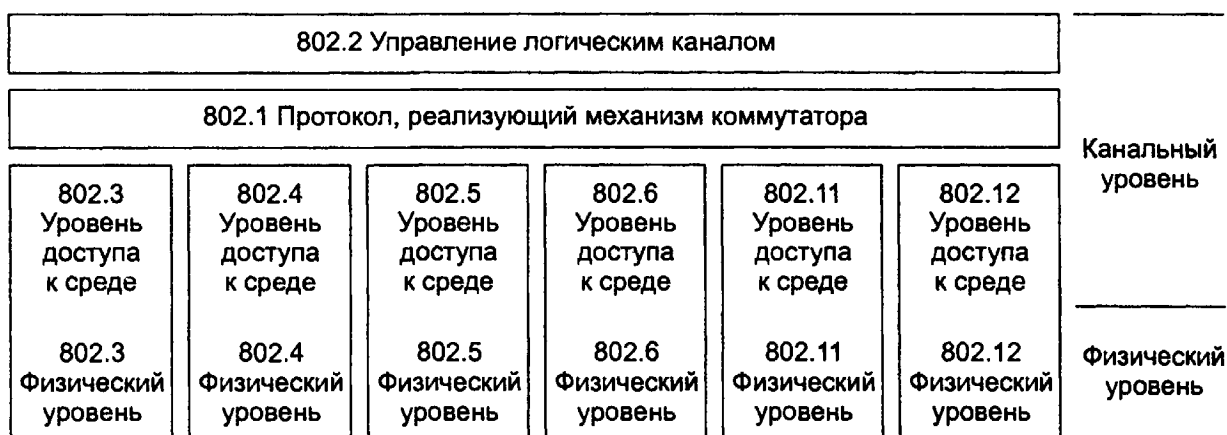 802.2 Управление логическим каналом
802.1 Протокол, реализующий механизм коммутатора
802.3
Уровень
доступа
к среде
802.4
Уровень
доступа
к среде
802.5
Уровень
доступа
к среде
802.6
Уровень
доступа
к среде
802.11
Уровень
доступа
к среде
802.12
Уровень
доступа
к среде
Канальный
уровень
802.3
Физический
уровень
802.4
Физический
уровень
802.5
Физический
уровень
802.6
Физический
уровень
802.11
Физический
уровень
802.12
Физический
уровень
Физический
уровень